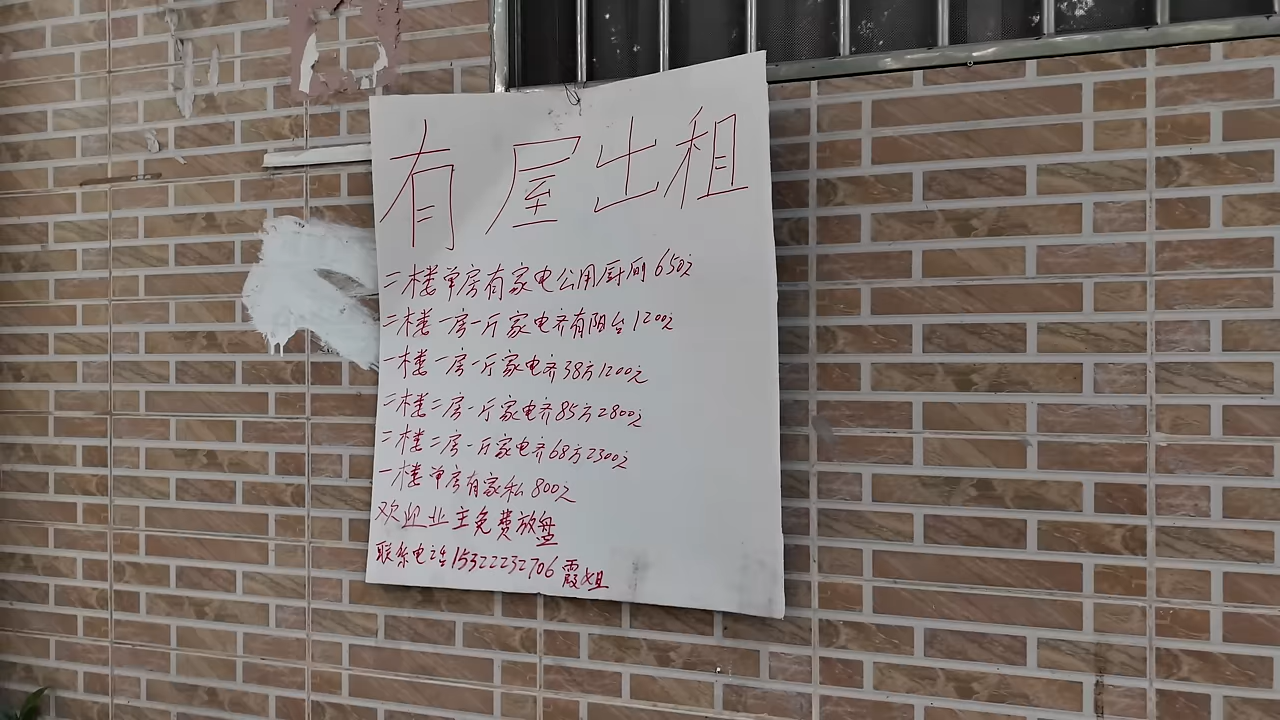 有屋出租
二楼单房有家电公用厨间650元
二楼一房一厅家电齐有阳台1200元
一楼一房一厅家电齐38方1200元
二楼二房一厅家电齐85方2800元
二楼二房一厅家电齐68方2300元
一楼单房有家私800元
欢迎业主免费放盘
联系电话15322232706霞姐